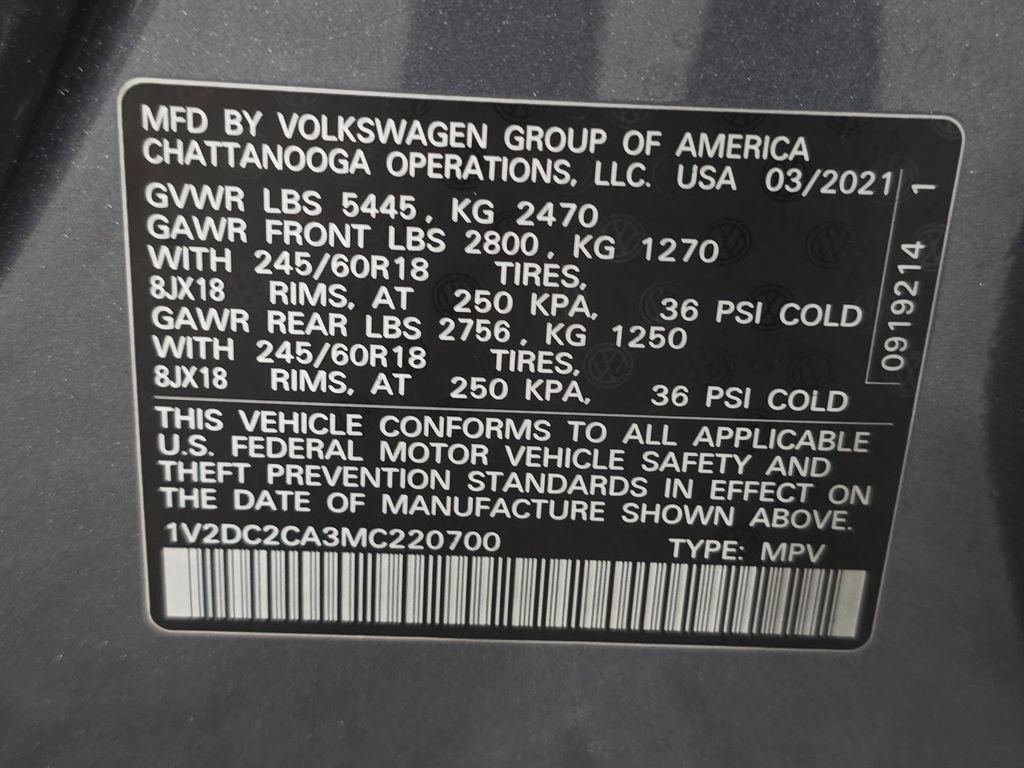 MFD BY VOLKSWAGEN GROUP OF AMERICA
CHATTANOOGA OPERATIONS, LLC. USA 03/2021
GVWR LBS 5445, KG 2470
GAWR FRONT LBS 2800, KG 1270
WITH 245/60R18 TIRES,
8JX18 RIMS, AT 250 KPA, 36 PSI COLD
GAWR REAR LBS 2756, KG 1250
WITH 245/60R18 TIRES,
8JX18 RIMS, AT 250 KPA, 36 PSI COLD
0919214 1
THIS VEHICLE CONFORMS TO ALL APPLICABLE
U.S. FEDERAL MOTOR VEHICLE SAFETY AND
THEFT PREVENTION STANDARDS IN EFFECT ON
THE DATE OF MANUFACTURE SHOWN ABOVE.
1V2DC2CA3MC220700 TYPE: MPV